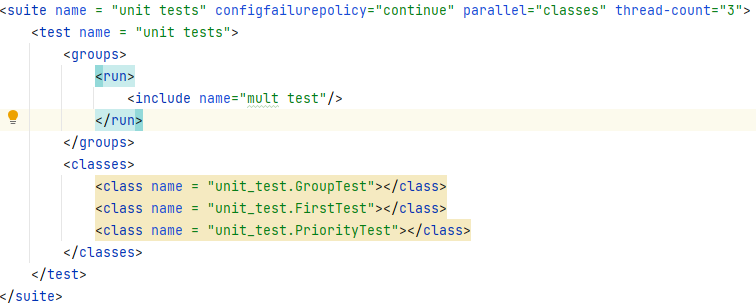 <suite name = "unit tests" configfailurepolicy="continue" parallel="classes" thread-count="3">
<test name = "unit tests">
<groups>
<run>
<include name="mult test"/>
</run>
</groups>
<classes>
<class name = "unit_test.GroupTest"></class>
<class name = "unit_test.FirstTest"></class>
<class name = "unit_test.PriorityTest"></class>
</classes>
</test>
</suite>